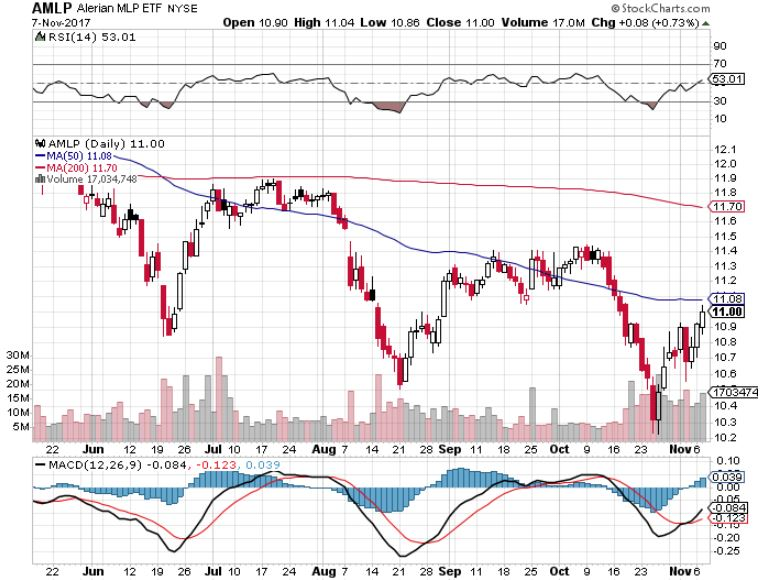 AMLP Alerian MLP ETF NYSE © StockCharts.com
7-Nov-2017 Open 10.90 High 11.04 Low 10.86 Close 11.00 Volume 17.0M Chg +0.08 (+0.73%)
RSI(14) 53.01
90
70
53.01
30
10
AMLP (Daily) 11.00
MA(50) 11.08
MA(200) 11.70
Volume 17,034,748
12.1
12.0
11.9
11.8
11.70
11.6
11.5
11.4
11.3
11.2
11.08
11.00
10.9
10.8
10.7
10.6
1703474
10.4
10.3
10.2
30M
25M
20M
15M
10M
5M
22 Jun 12 19 26 Jul 10 17 24 Aug 7 14 21 28 Sep 11 18 25 Oct 9 16 23 Nov 6
MACD(12,26,9) -0.084, -0.123, 0.039
0.10
0.039
0.00
-0.05
-0.084
-0.123
-0.20
-0.25
22 Jun 12 19 26 Jul 10 17 24 Aug 7 14 21 28 Sep 11 18 25 Oct 9 16 23 Nov 6